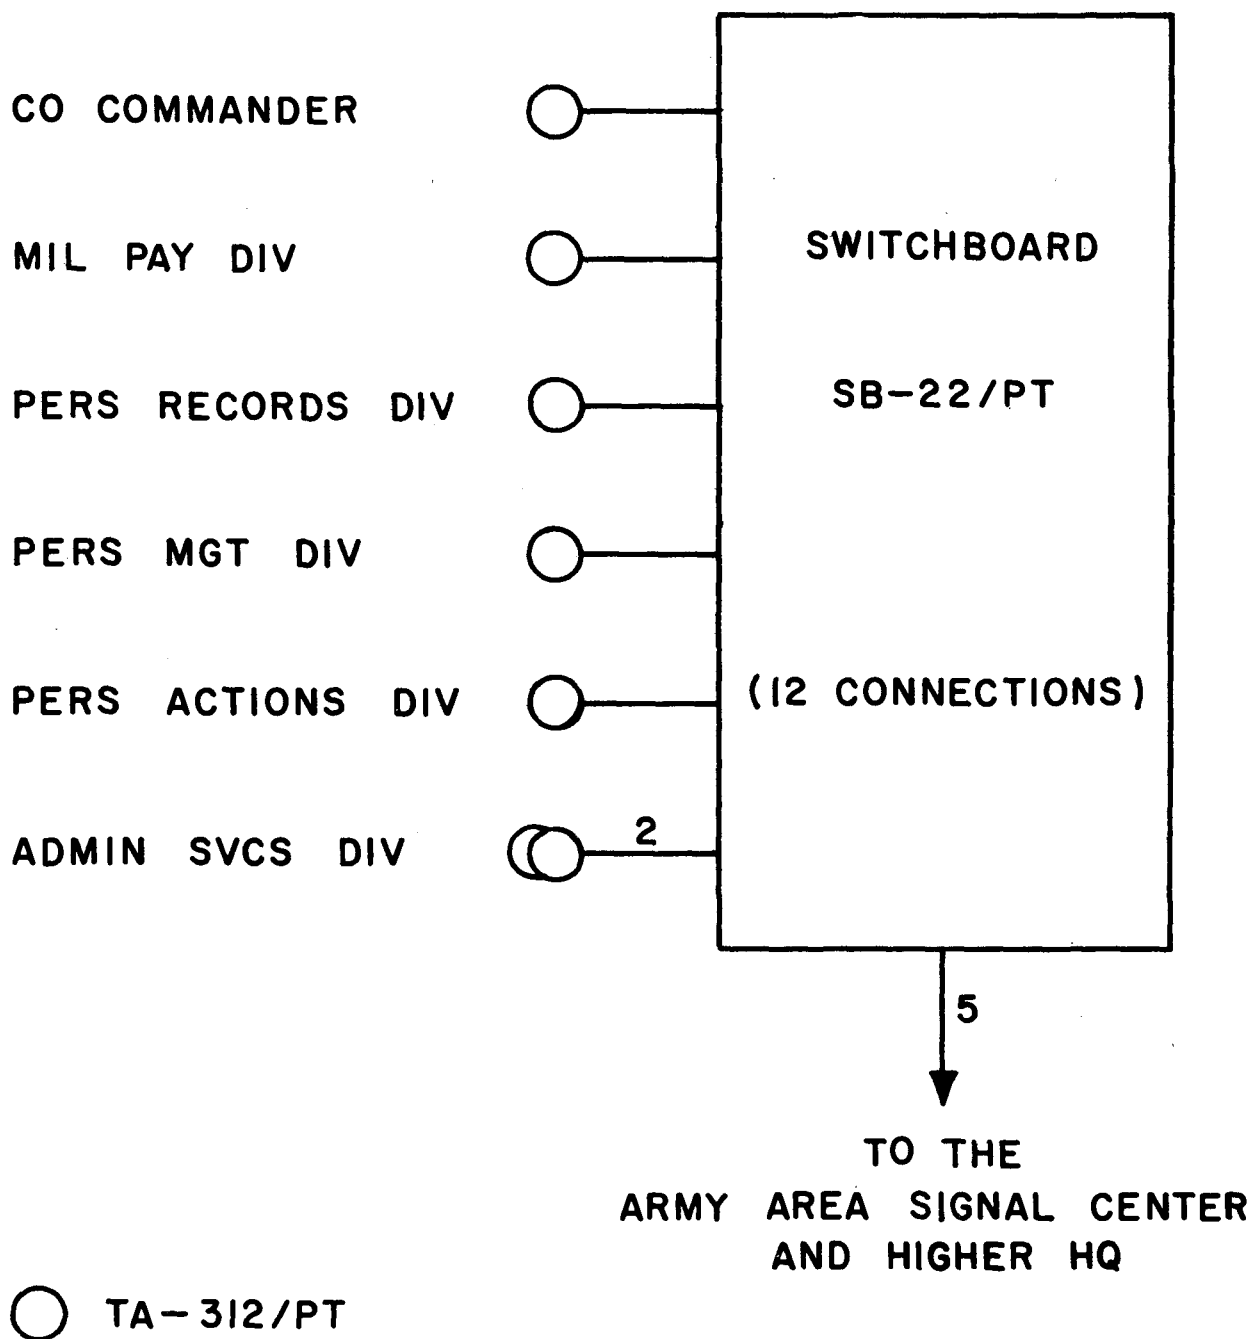 CO COMMANDER
MIL PAY DIV
SWITCHBOARD
PERS RECORDS DIV
SB-22/PT
PERS MGT DIV
PERS ACTIONS DIV
(12 CONNECTIONS)
ADMIN SVCS DIV
2
5
TO THE
ARMY AREA SIGNAL CENTER
AND HIGHER HQ
TA-312/PT